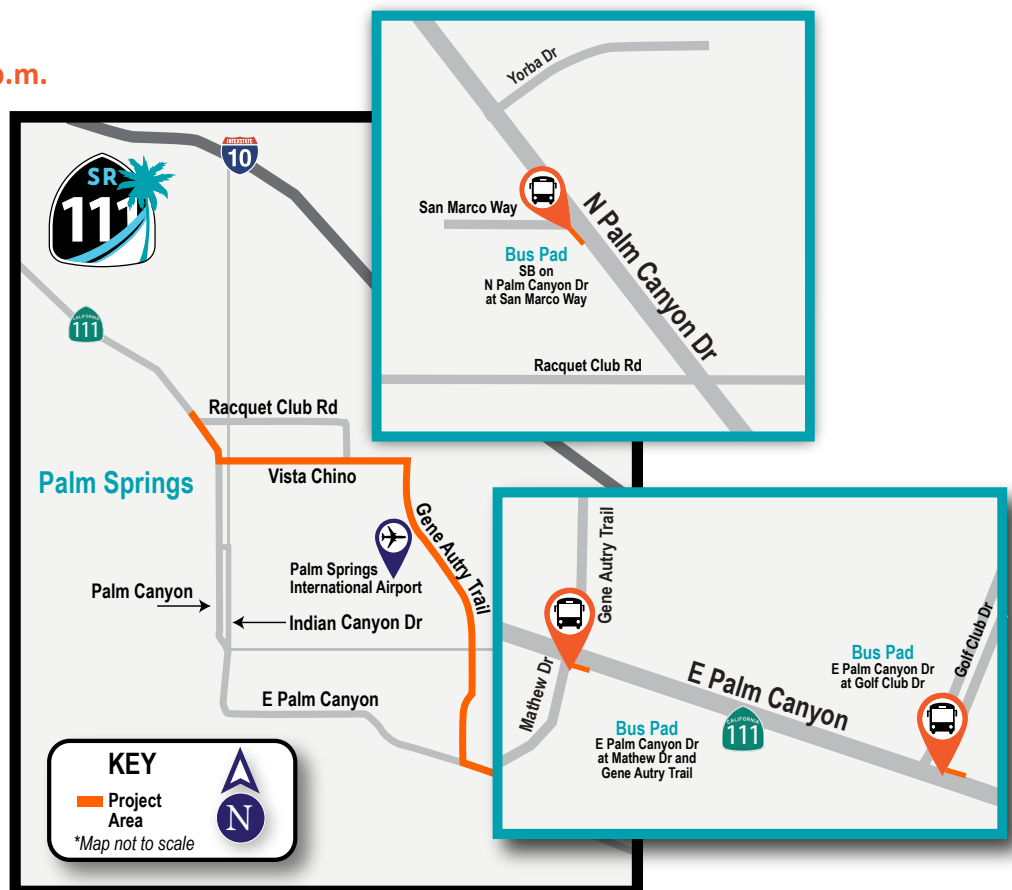 p.m.
SR
111
INTERSTATE
10
CALIFORNIA
111
Racquet Club Rd
Vista Chino
Palm Springs
Gene Autry Trail
Palm Springs
International Airport
Palm Canyon
Indian Canyon Dr
E Palm Canyon
KEY
Project
Area
*Map not to scale
N
Yorba Dr
San Marco Way
N Palm Canyon Dr
Bus Pad
SB on
N Palm Canyon Dr
at San Marco Way
Racquet Club Rd
Gene Autry Trail
Golf Club Dr
Mathew Dr
E Palm Canyon
CALIFORNIA
111
Bus Pad
E Palm Canyon Dr
at Golf Club Dr
Bus Pad
E Palm Canyon Dr
at Mathew Dr and
Gene Autry Trail